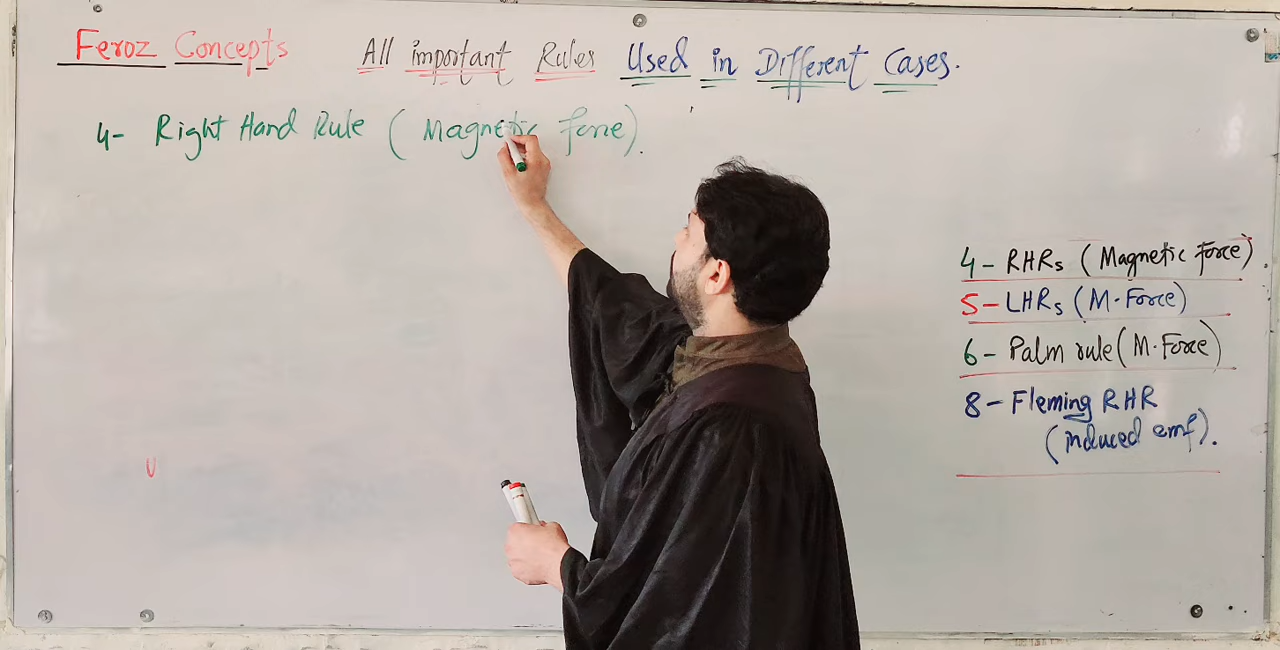 Feroz Concepts All important Rules Used in Different Cases.
4- Right Hand Rule (Magnetic force).
4- RHRs (Magnetic force)
5- LHRs (M. Force)
6- Palm rule (M. Force)
8- Fleming RHR
(induced emf).
U